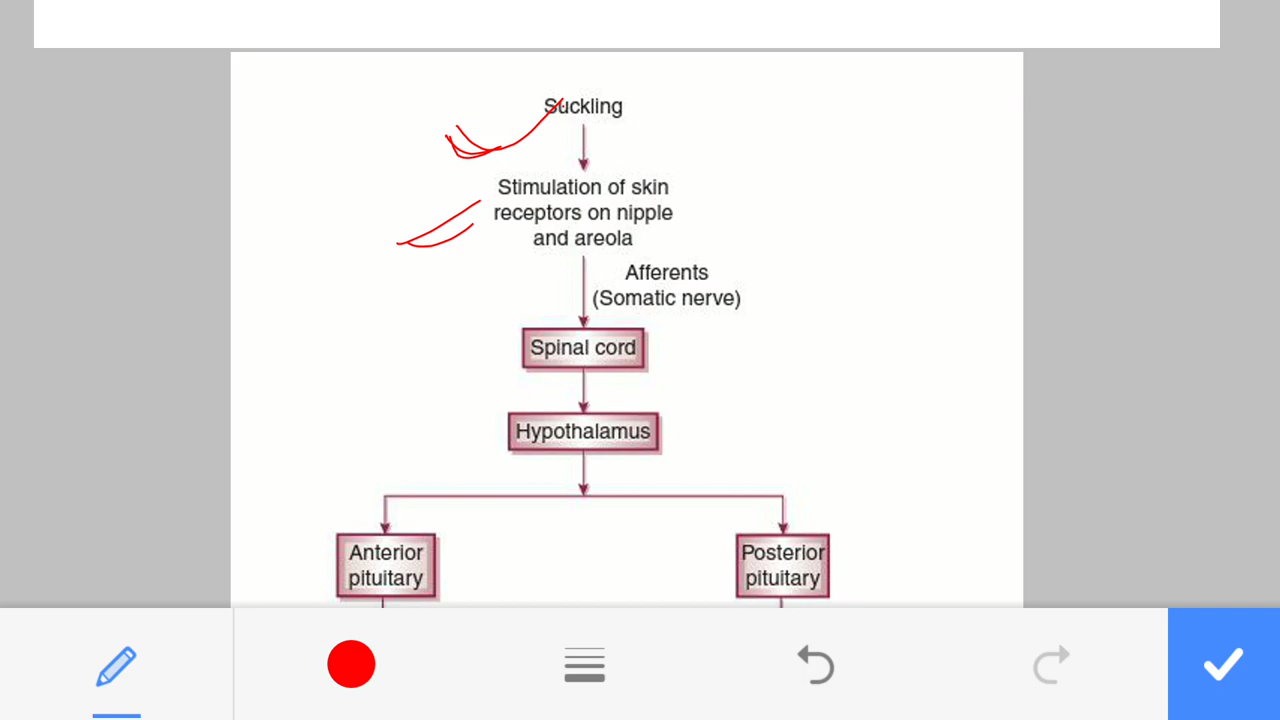 Suckling
Stimulation of skin
receptors on nipple
and areola
Afferents
(Somatic nerve)
Spinal cord
Hypothalamus
Anterior
pituitary
Posterior
pituitary